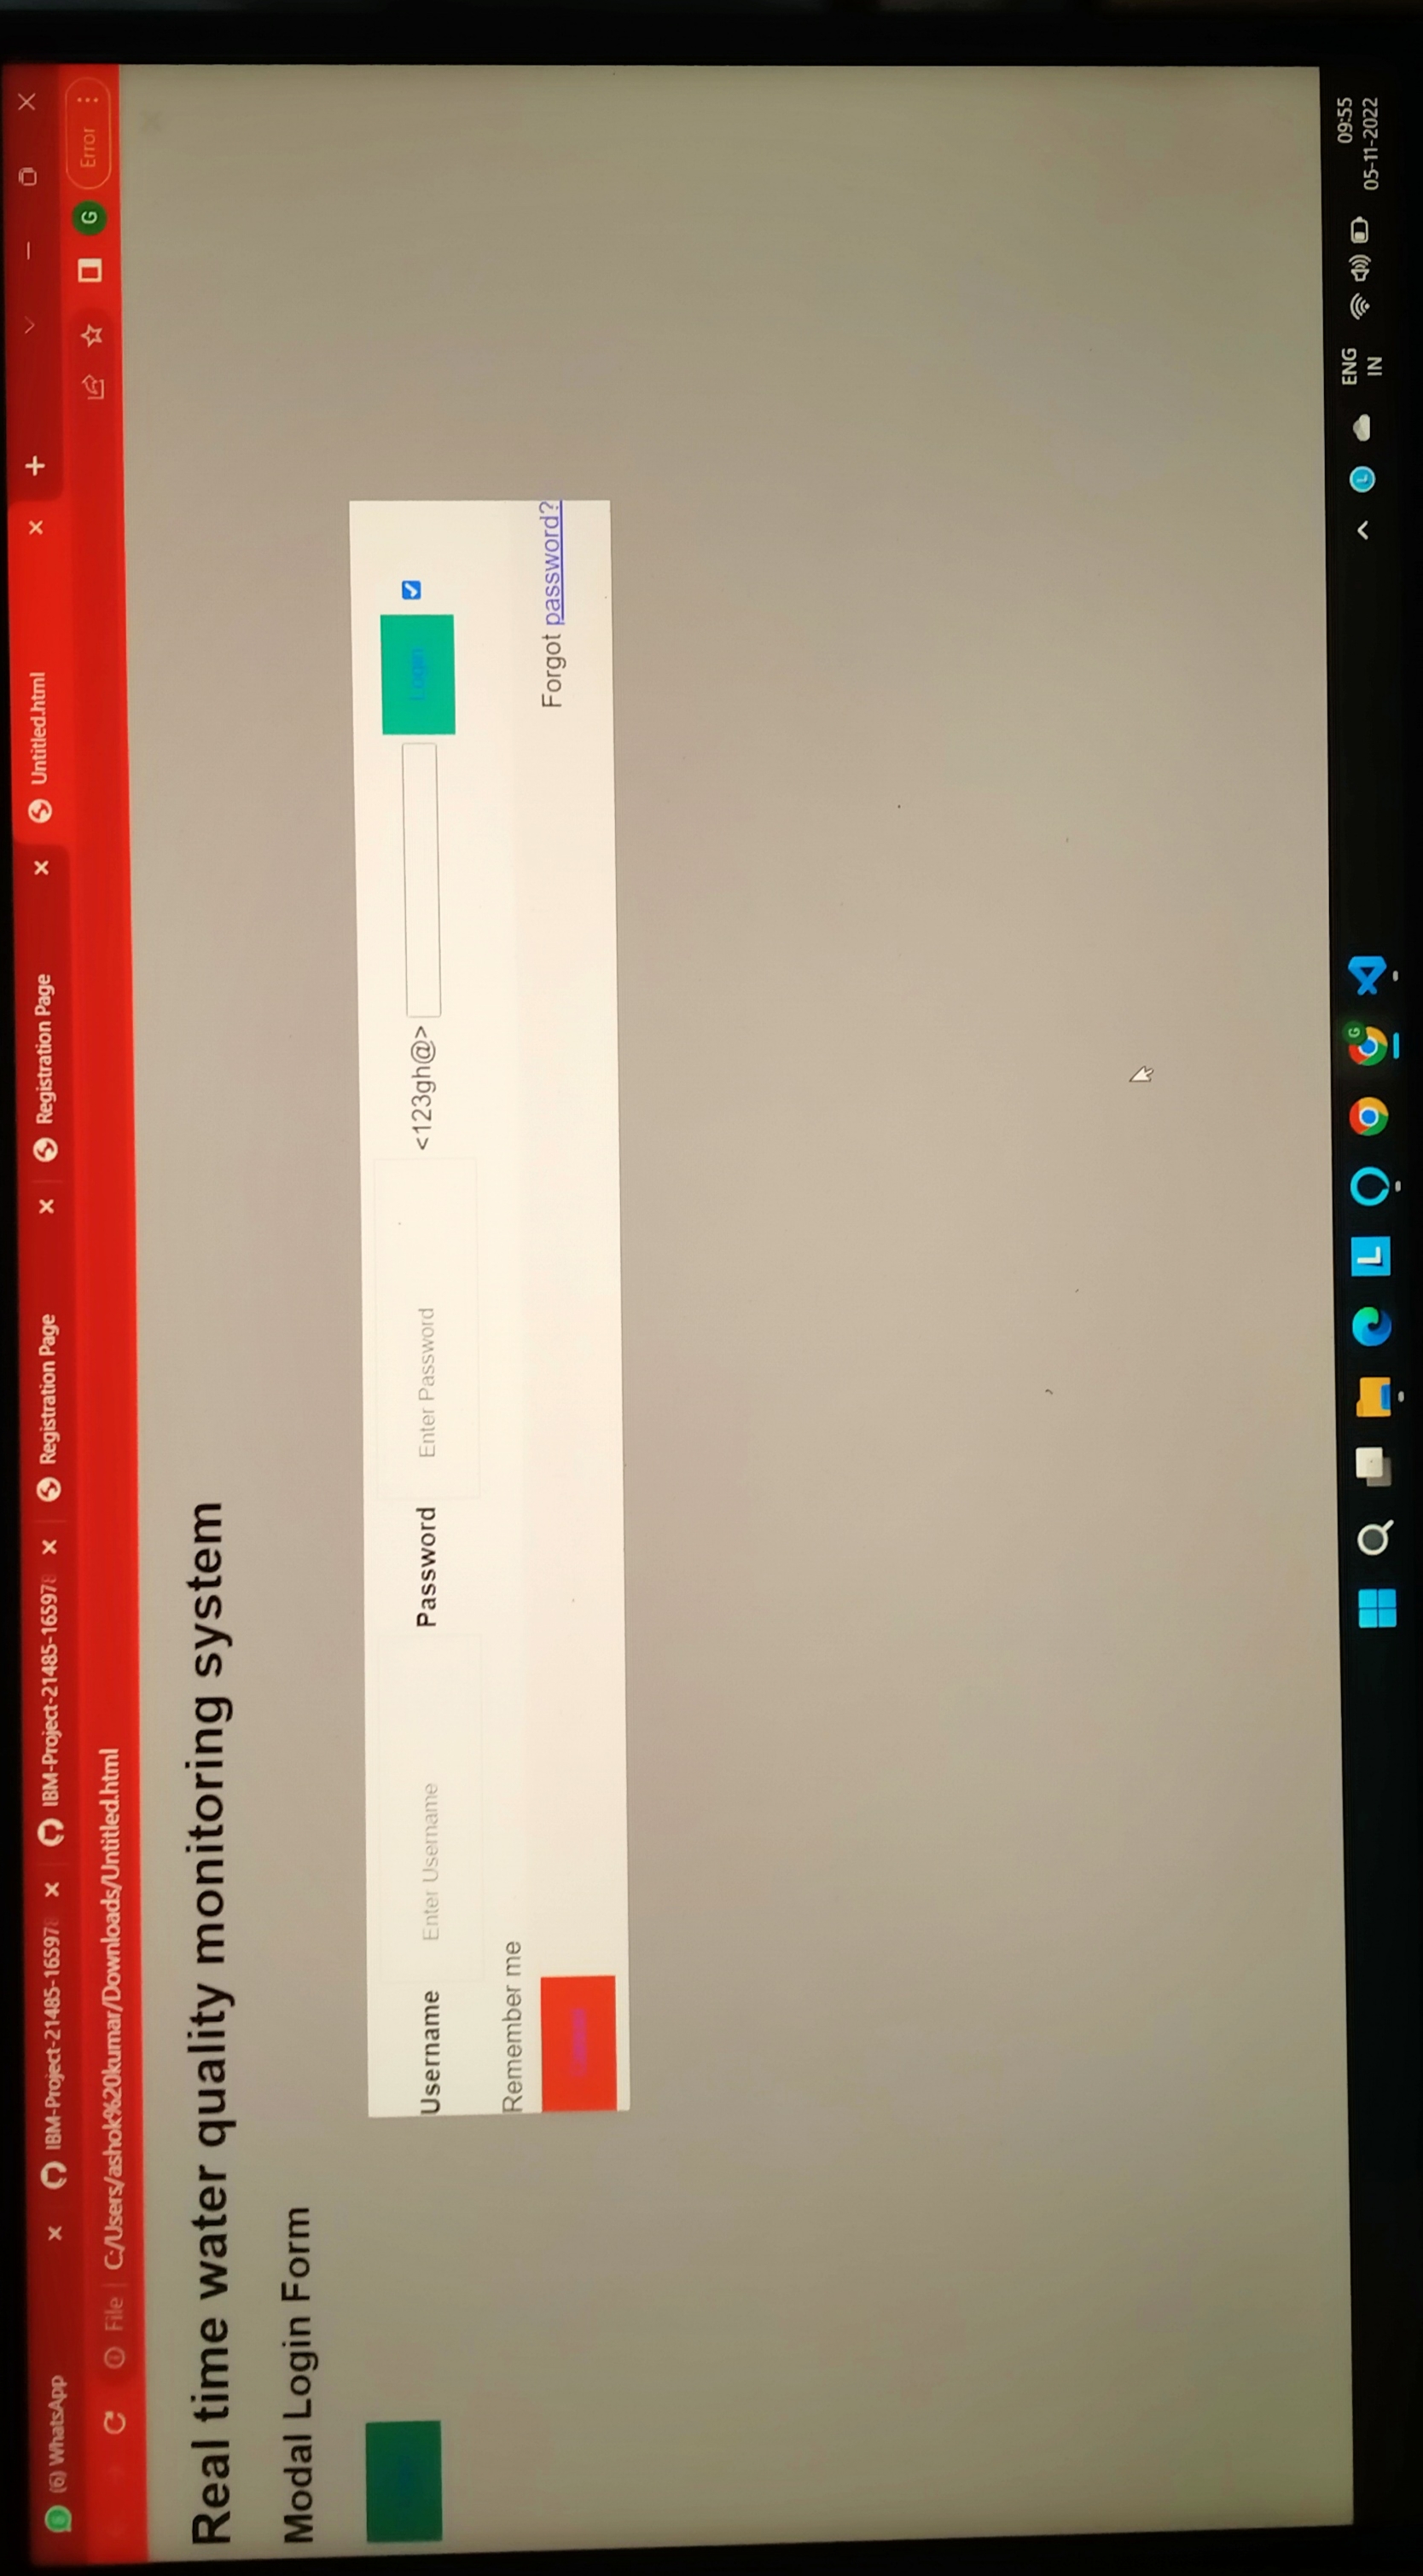 (6) WhatsApp
IBM-Project-21485-16597
IBM-Project-21485-16597
Registration Page
Registration Page
Untitled.html
File
C:/Users/ashok%20kumar/Downloads/Untitled.html
G
Error
Real time water quality monitoring system
Modal Login Form
Username
Enter Username
Password
Enter Password
<123gh@>
Login
Remember me
Forgot password?
L
G
L
ENG
IN
09:55
05-11-2022